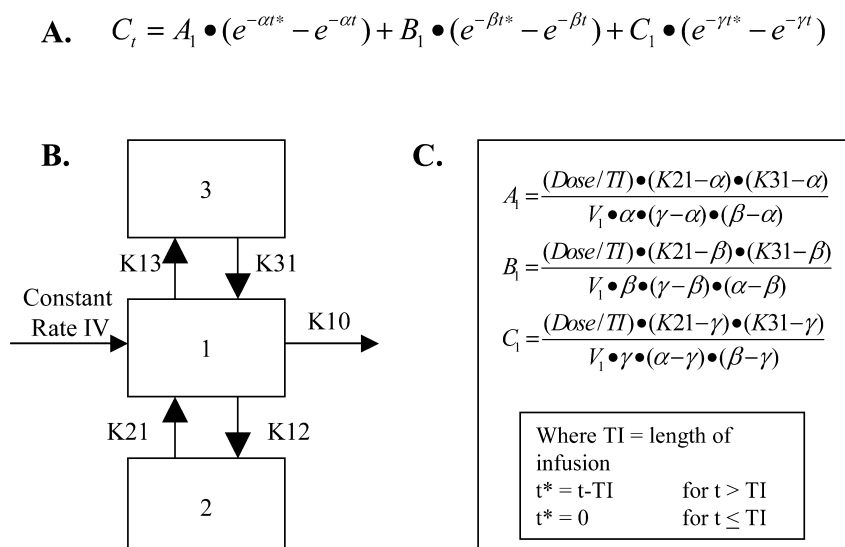 A. C_t = A_1 • (e^{-αt*} − e^{-αt}) + B_1 • (e^{-βt*} − e^{-βt}) + C_1 • (e^{-γt*} − e^{-γt})
B.
3
K13 K31
Constant
Rate IV
K10
1
K21 K12
2
C.
A_1 = (Dose/TI)•(K21−α)•(K31−α) / V_1•α•(γ−α)•(β−α)
B_1 = (Dose/TI)•(K21−β)•(K31−β) / V_1•β•(γ−β)•(α−β)
C_1 = (Dose/TI)•(K21−γ)•(K31−γ) / V_1•γ•(α−γ)•(β−γ)
Where TI = length of
infusion
t* = t-TI for t > TI
t* = 0 for t ≤ TI